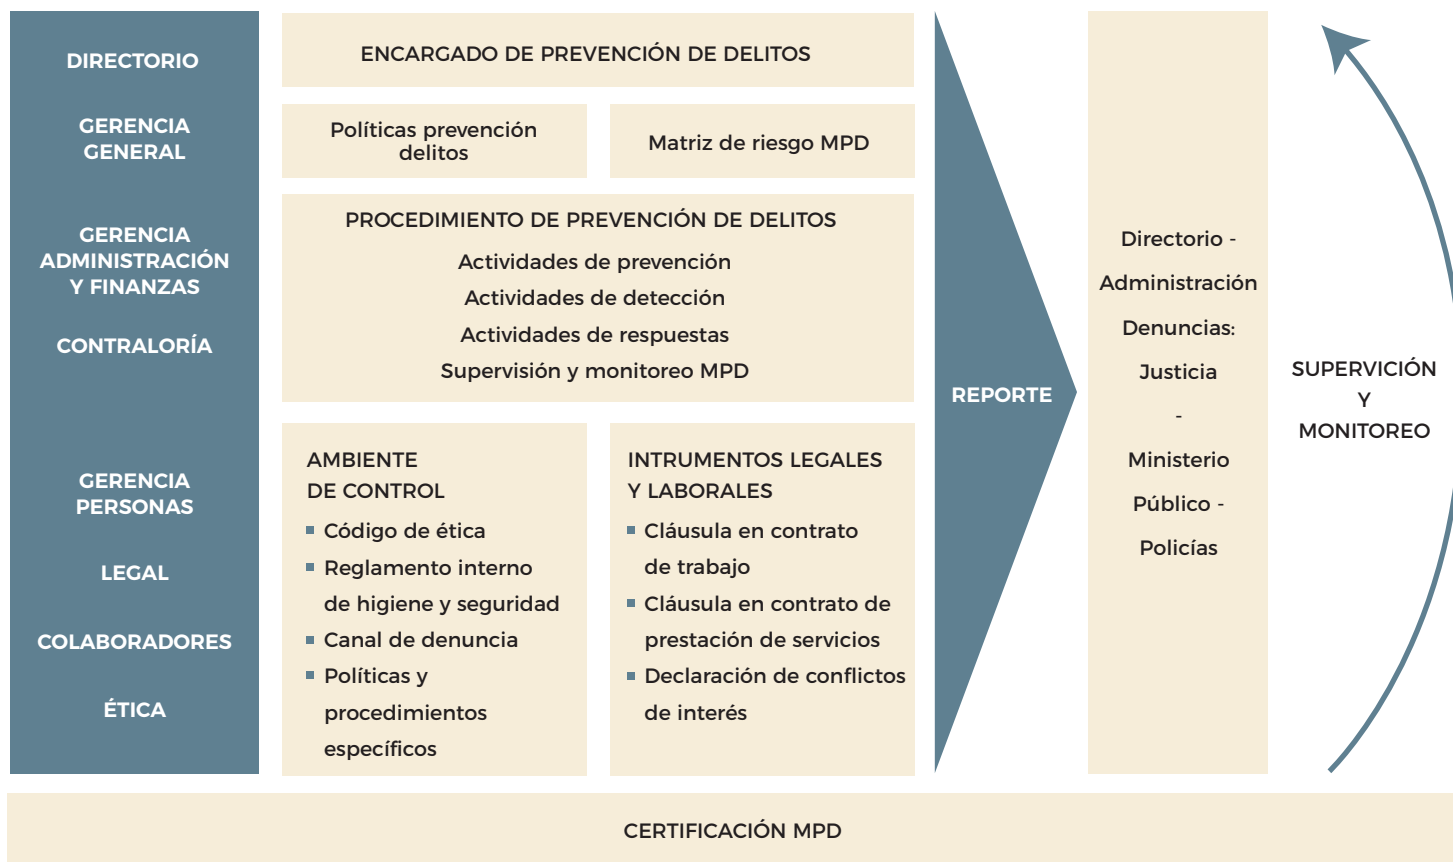 DIRECTORIO
GERENCIA
GENERAL
GERENCIA
ADMINISTRACIÓN
Y FINANZAS
CONTRALORÍA
GERENCIA
PERSONAS
LEGAL
COLABORADORES
ÉTICA
ENCARGADO DE PREVENCIÓN DE DELITOS
Políticas prevención
delitos
Matriz de riesgo MPD
PROCEDIMIENTO DE PREVENCIÓN DE DELITOS
Actividades de prevención
Actividades de detección
Actividades de respuestas
Supervisión y monitoreo MPD
AMBIENTE
DE CONTROL
Código de ética
Reglamento interno
de higiene y seguridad
Canal de denuncia
Políticas y
procedimientos
específicos
INTRUMENTOS LEGALES
Y LABORALES
Cláusula en contrato
de trabajo
Cláusula en contrato de
prestación de servicios
Declaración de conflictos
de interés
REPORTE
Directorio -
Administración
Denuncias:
Justicia
-
Ministerio
Público -
Policías
SUPERVICIÓN
Y
MONITOREO
CERTIFICACIÓN MPD